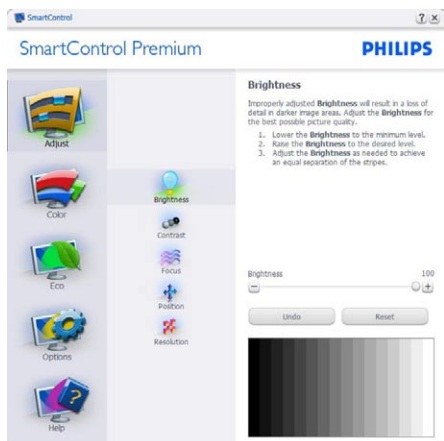 SmartControl
? x
SmartControl Premium
PHILIPS
Adjust
Color
Eco
Options
? Help
Brightness
Contrast
Focus
Position
Resolution
Brightness
Improperly adjusted Brightness will result in a loss of
detail in darker image areas. Adjust the Brightness for
the best possible picture quality.
1. Lower the Brightness to the minimum level.
2. Raise the Brightness to the desired level.
3. Adjust the Brightness as needed to achieve
an equal separation of the stripes.
Brightness 100
- +
Undo Reset